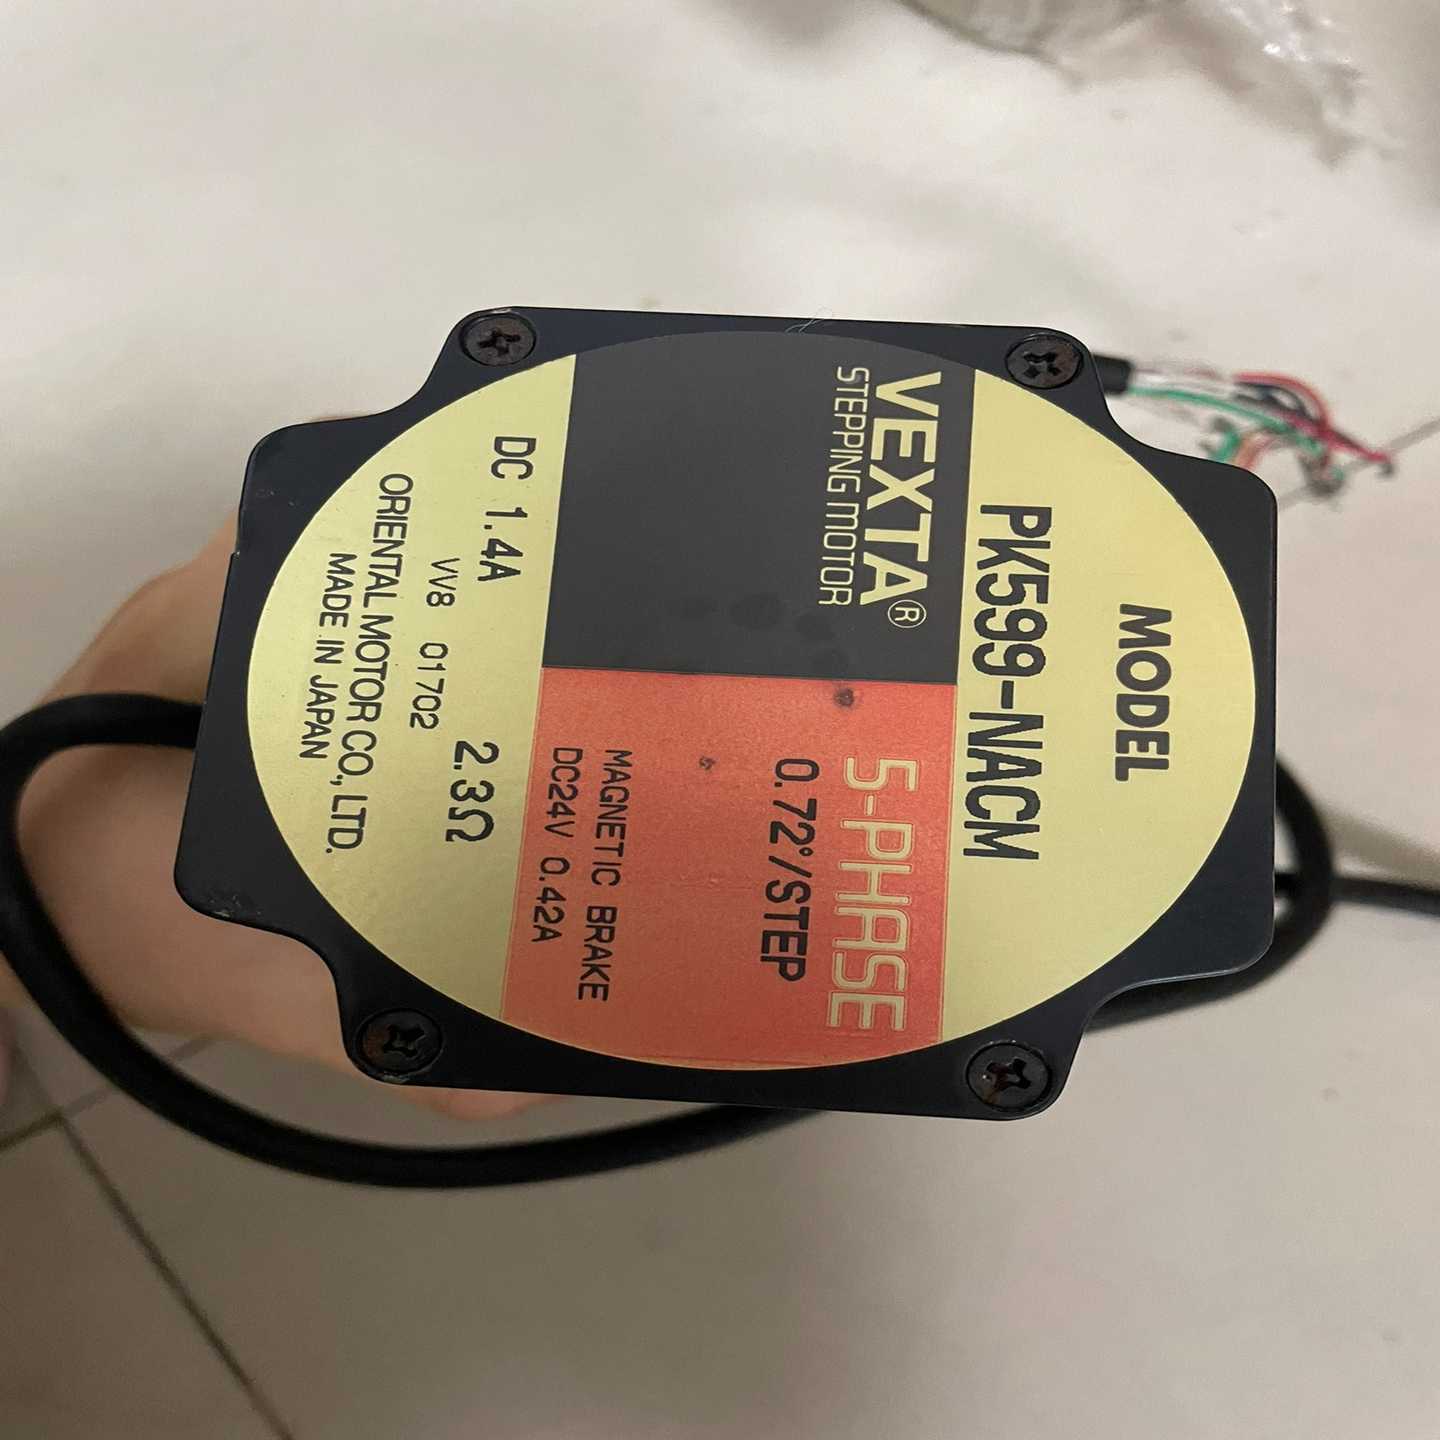 MODEL
PK599-NACM
VEXTA®
STEPPING MOTOR
5-PHASE
0.72°/STEP
MAGNETIC BRAKE
DC24V 0.42A
DC 1.4A 2.3Ω
VV8 01702
ORIENTAL MOTOR CO., LTD.
MADE IN JAPAN